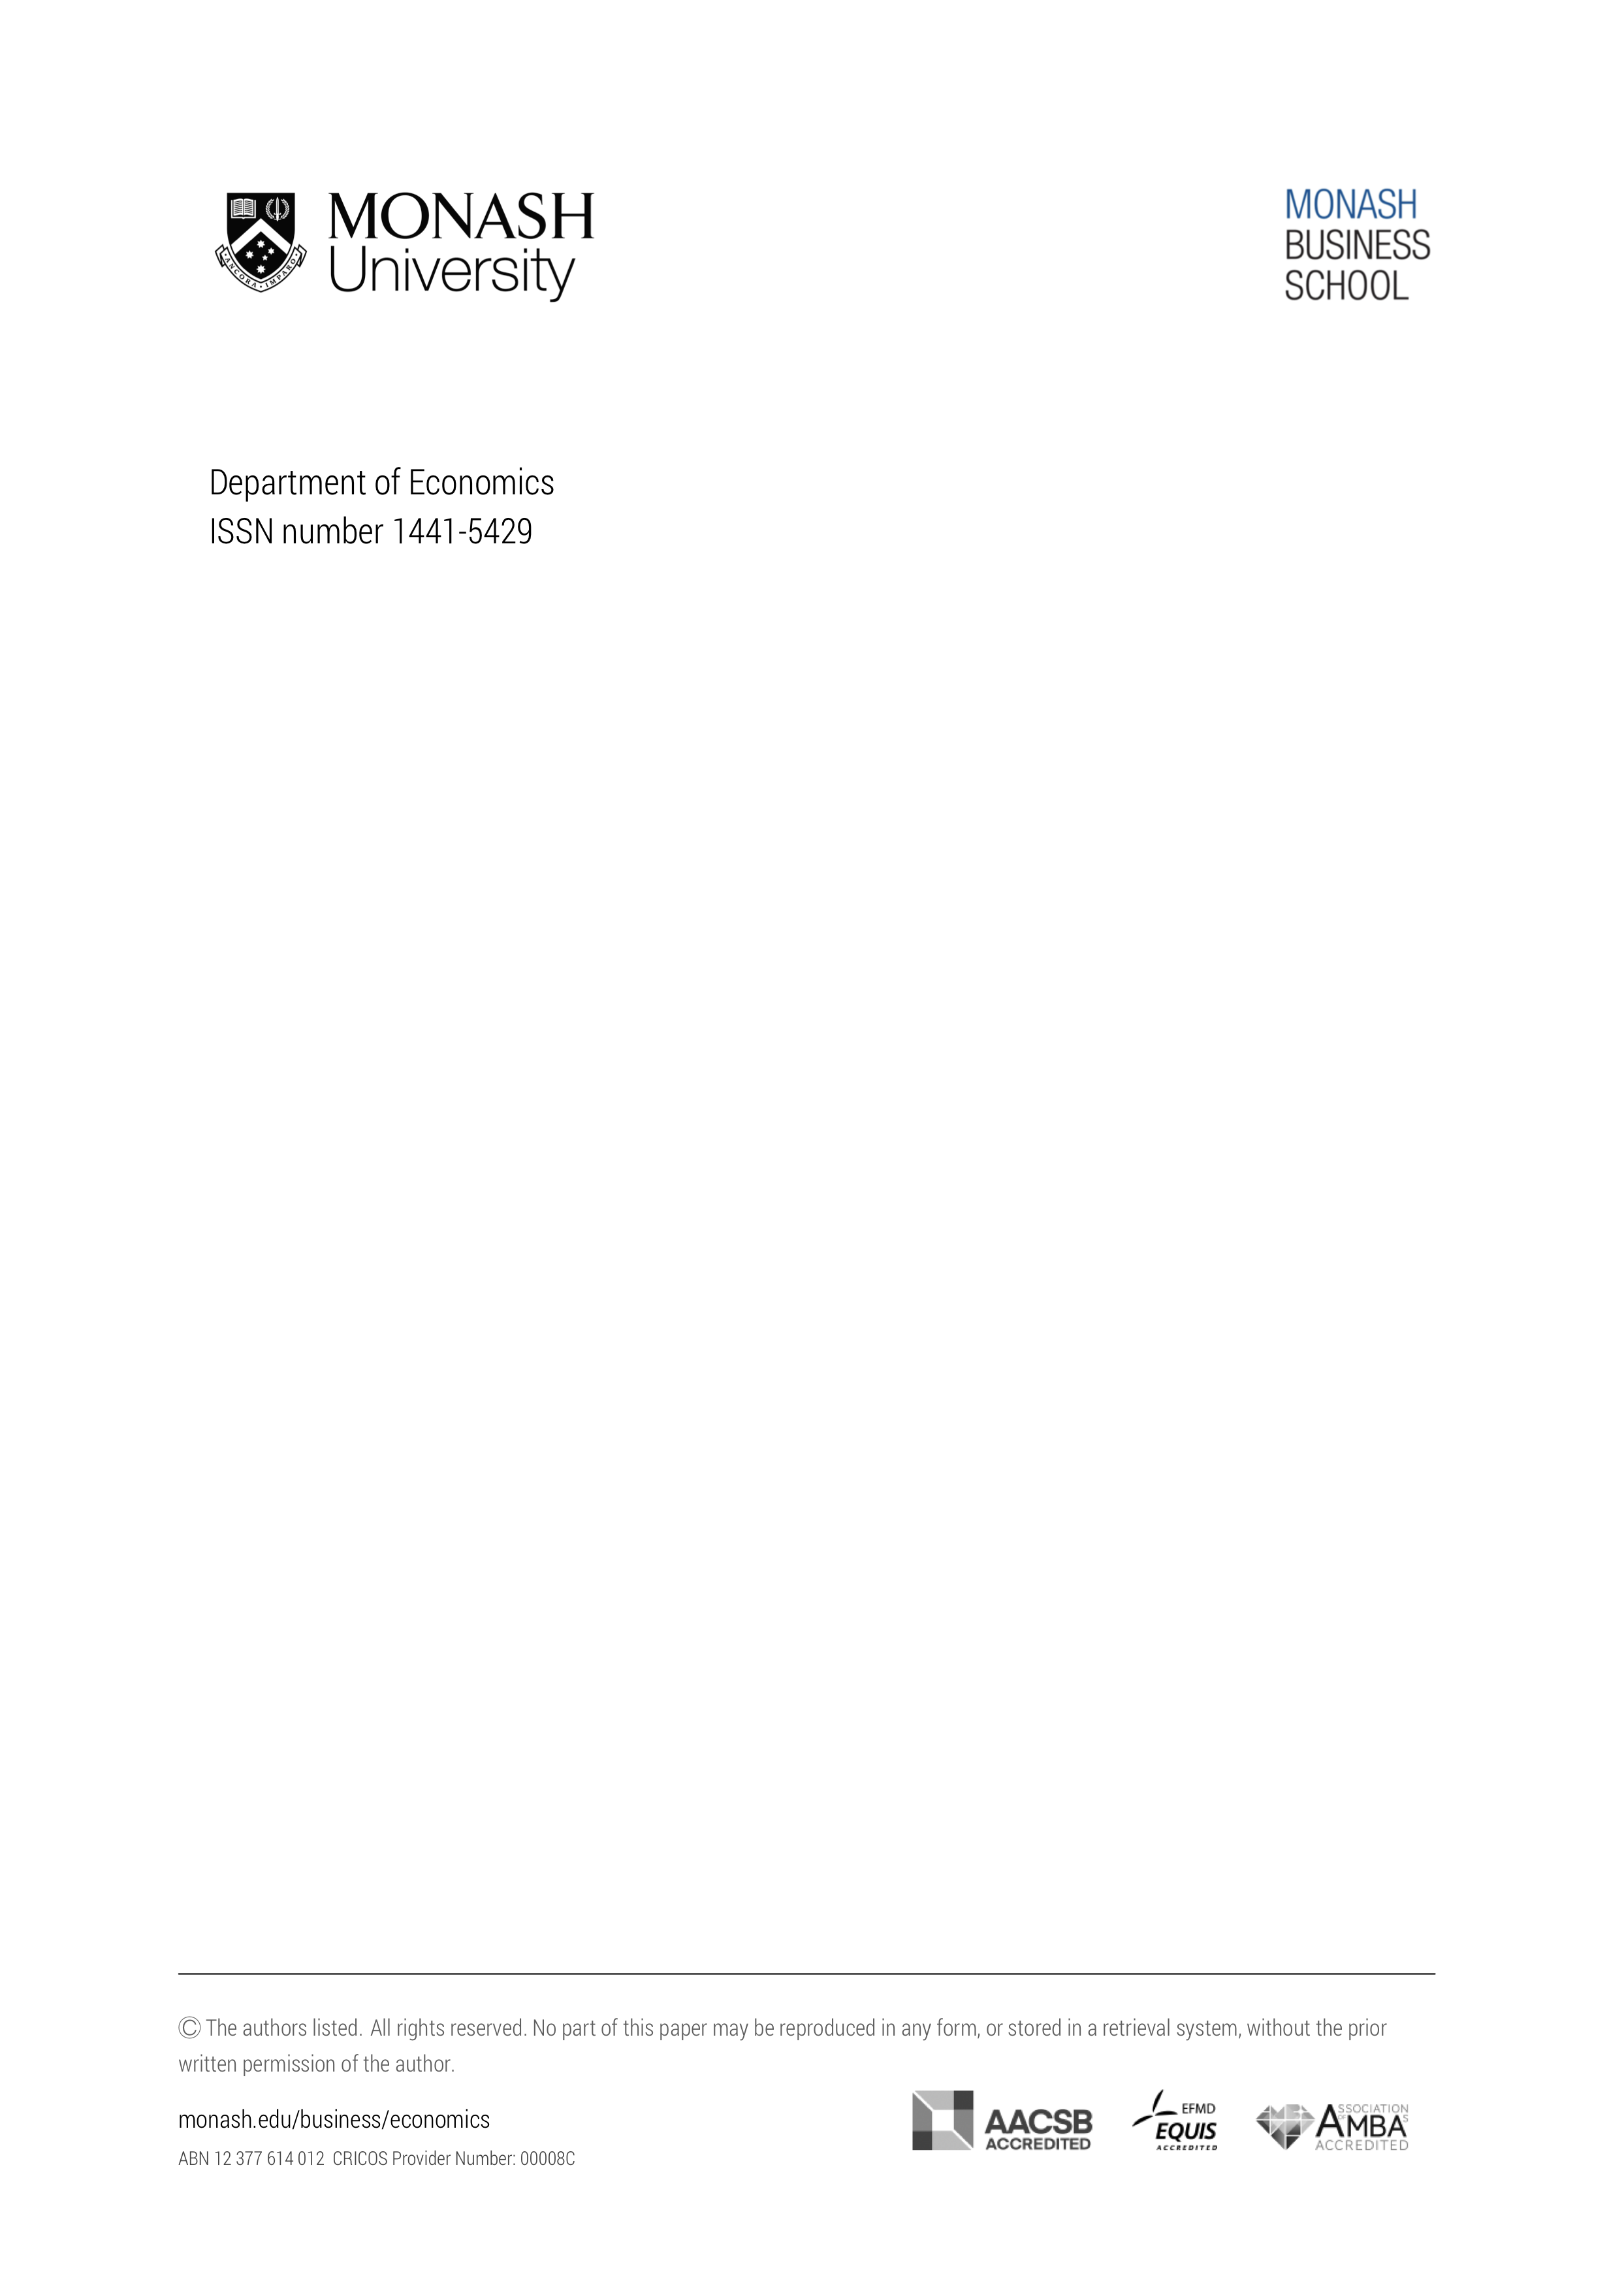 MONASH
University
ANCORA IMPARO
MONASH
BUSINESS
SCHOOL
Department of Economics
ISSN number 1441-5429
© The authors listed. All rights reserved. No part of this paper may be reproduced in any form, or stored in a retrieval system, without the prior
written permission of the author.
monash.edu/business/economics
ABN 12 377 614 012 CRICOS Provider Number: 00008C
AACSB
ACCREDITED
EFMD
EQUIS
ACCREDITED
ASSOCIATION
OF
AMBAS
ACCREDITED